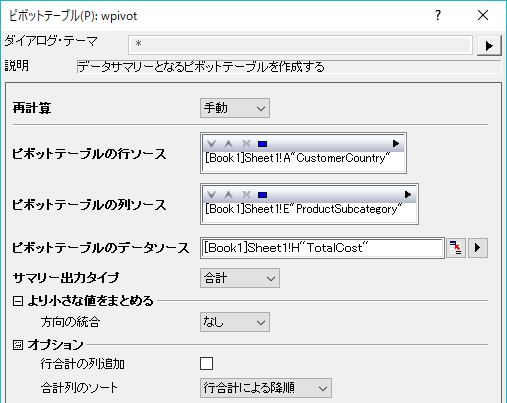 ピボットテーブル(P): wpivot
ダイアログ・テーマ *
説明 データサマリーとなるピボットテーブルを作成する
再計算 手動
ピボットテーブルの行ソース [Book1]Sheet1!A"CustomerCountry"
ピボットテーブルの列ソース [Book1]Sheet1!E"ProductSubcategory"
ピボットテーブルのデータソース [Book1]Sheet1!H"TotalCost"
サマリー出力タイプ 合計
より小さな値をまとめる
方向の統合 なし
オプション
行合計の列追加
合計列のソート 行合計による降順